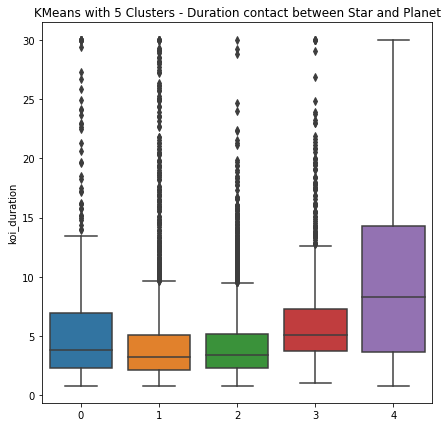 KMeans with 5 Clusters - Duration contact between Star and Planet
30
25
20
15
10
5
0
koi_duration
0 1 2 3 4